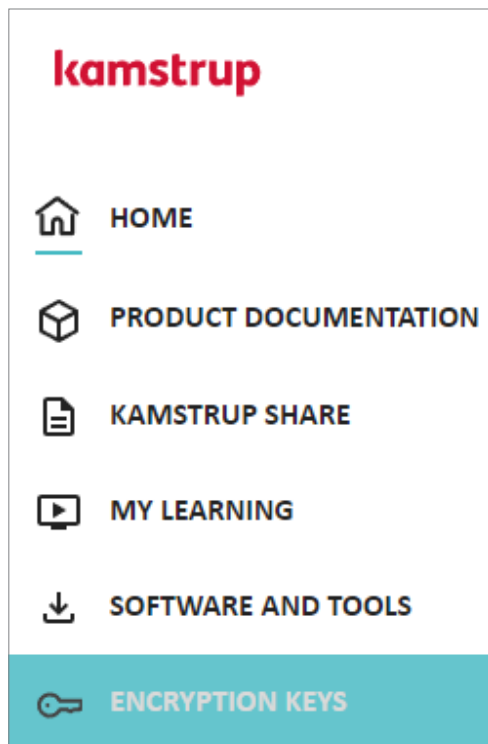 kamstrup
HOME
PRODUCT DOCUMENTATION
KAMSTRUP SHARE
MY LEARNING
SOFTWARE AND TOOLS
ENCRYPTION KEYS